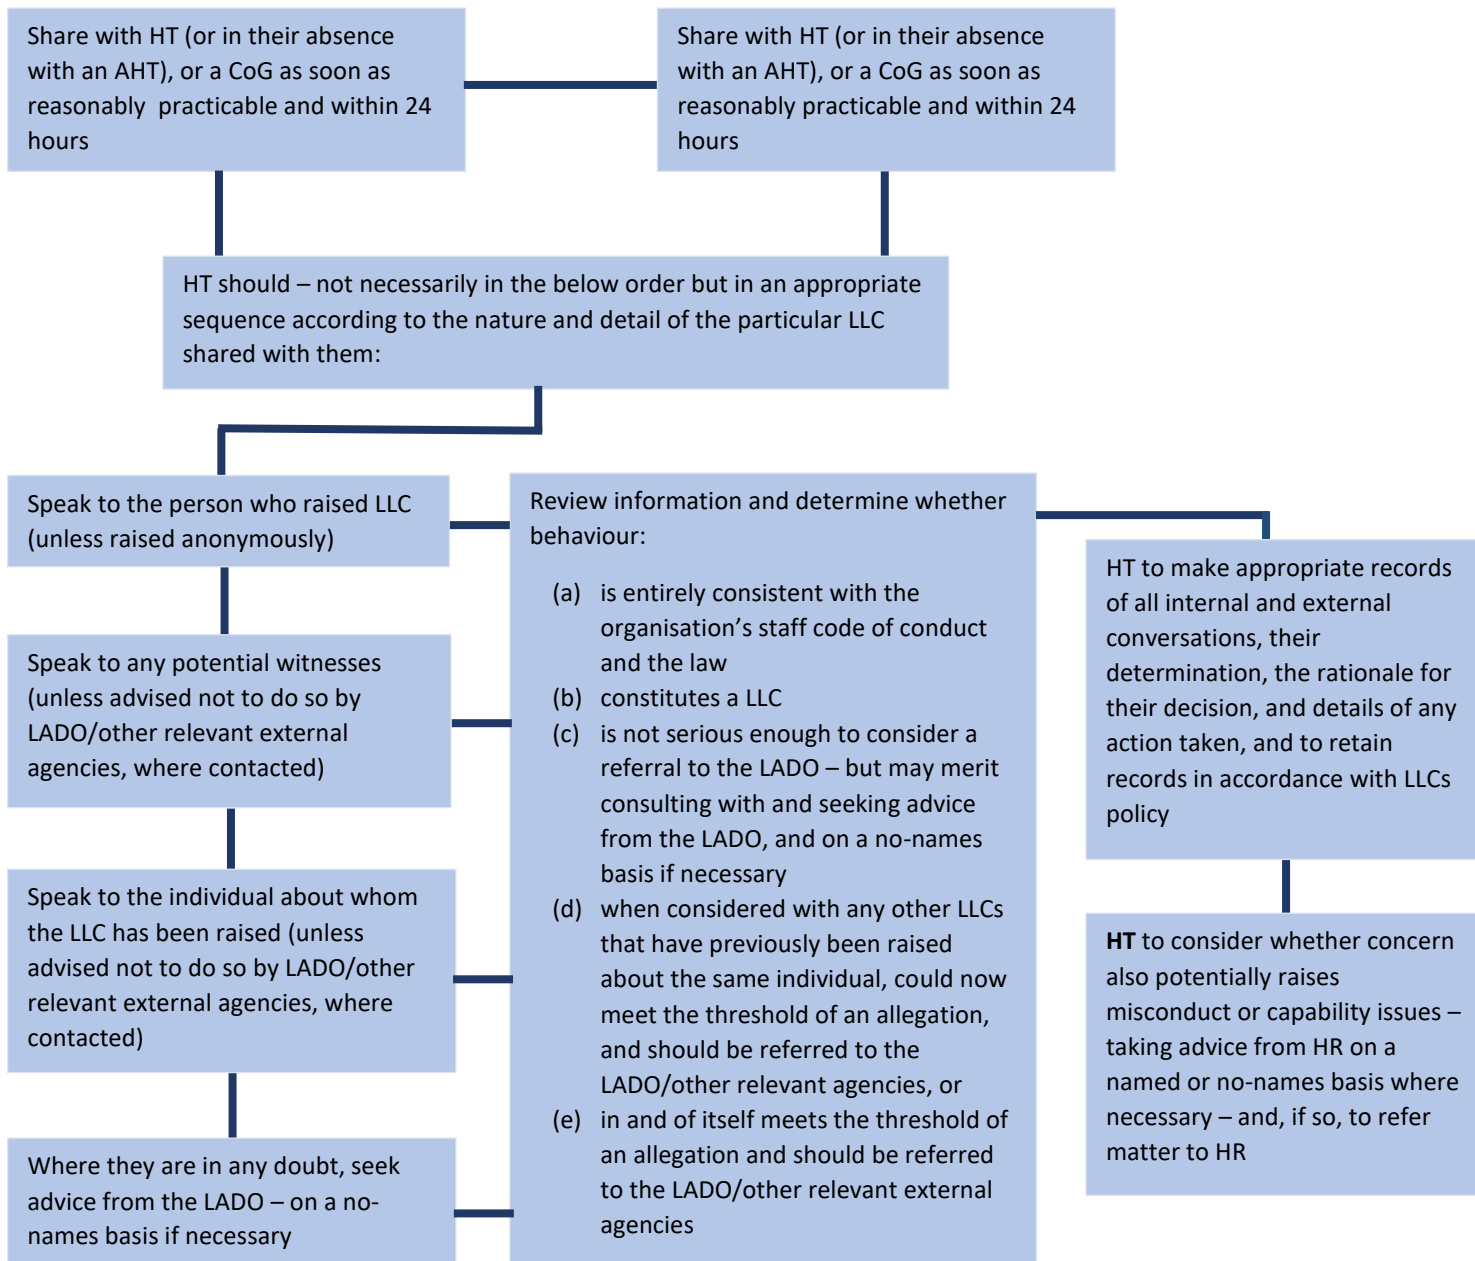 Share with HT (or in their absence
with an AHT), or a CoG as soon as
reasonably  practicable and within 24
hours
Share with HT (or in their absence
with an AHT), or a CoG as soon as
reasonably practicable and within 24
hours
HT should – not necessarily in the below order but in an appropriate
sequence according to the nature and detail of the particular LLC
shared with them:
Speak to the person who raised LLC
(unless raised anonymously)
Speak to any potential witnesses
(unless advised not to do so by
LADO/other relevant external
agencies, where contacted)
Speak to the individual about whom
the LLC has been raised (unless
advised not to do so by LADO/other
relevant external agencies, where
contacted)
Where they are in any doubt, seek
advice from the LADO – on a no-
names basis if necessary
Review information and determine whether
behaviour:
(a) is entirely consistent with the
organisation’s staff code of conduct
and the law
(b) constitutes a LLC
(c) is not serious enough to consider a
referral to the LADO – but may merit
consulting with and seeking advice
from the LADO, and on a no-names
basis if necessary
(d) when considered with any other LLCs
that have previously been raised
about the same individual, could now
meet the threshold of an allegation,
and should be referred to the
LADO/other relevant agencies, or
(e) in and of itself meets the threshold of
an allegation and should be referred
to the LADO/other relevant external
agencies
HT to make appropriate records
of all internal and external
conversations, their
determination, the rationale for
their decision, and details of any
action taken, and to retain
records in accordance with LLCs
policy
HT to consider whether concern
also potentially raises
misconduct or capability issues –
taking advice from HR on a
named or no-names basis where
necessary – and, if so, to refer
matter to HR